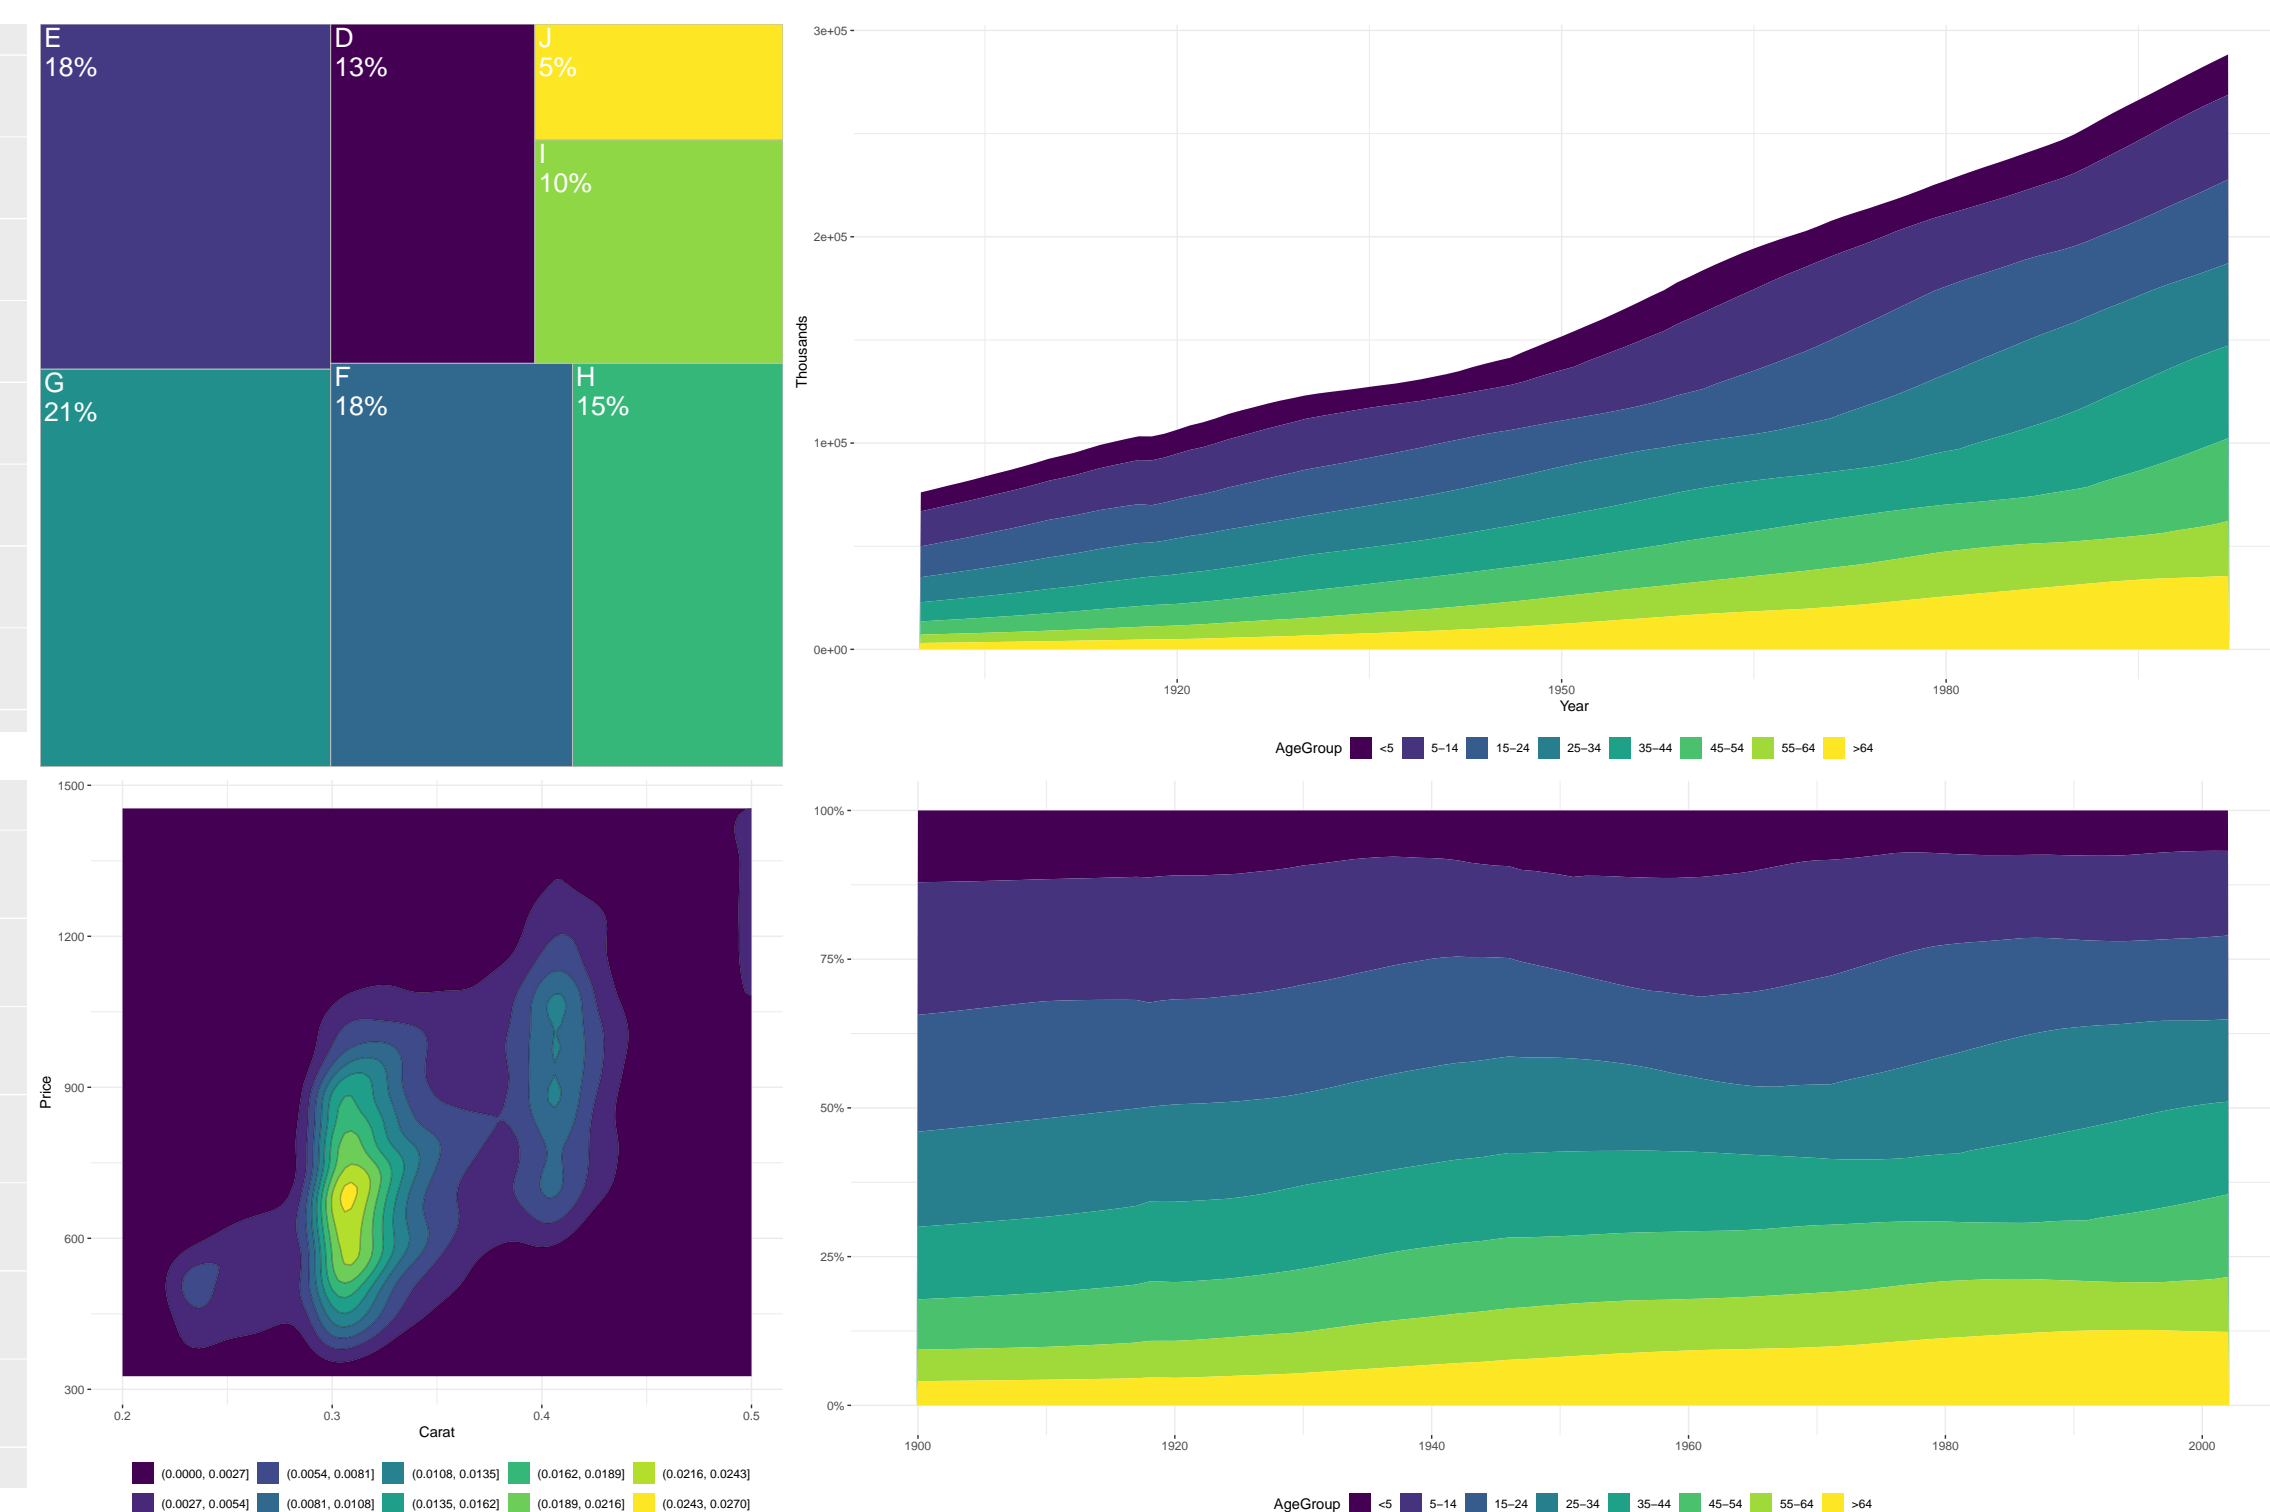 E
18%
D
13%
J
5%
I
10%
G
21%
F
18%
H
15%
3e+05
2e+05
1e+05
0e+00
Thousands
1920
1950
1980
Year
AgeGroup <5 5–14 15–24 25–34 35–44 45–54 55–64 >64
1500
1200
900
600
300
Price
0.2
0.3
0.4
0.5
Carat
(0.0000, 0.0027] (0.0054, 0.0081] (0.0108, 0.0135] (0.0162, 0.0189] (0.0216, 0.0243]
(0.0027, 0.0054] (0.0081, 0.0108] (0.0135, 0.0162] (0.0189, 0.0216] (0.0243, 0.0270]
100%
75%
50%
25%
0%
1900
1920
1940
1960
1980
2000
AgeGroup <5 5–14 15–24 25–34 35–44 45–54 55–64 >64